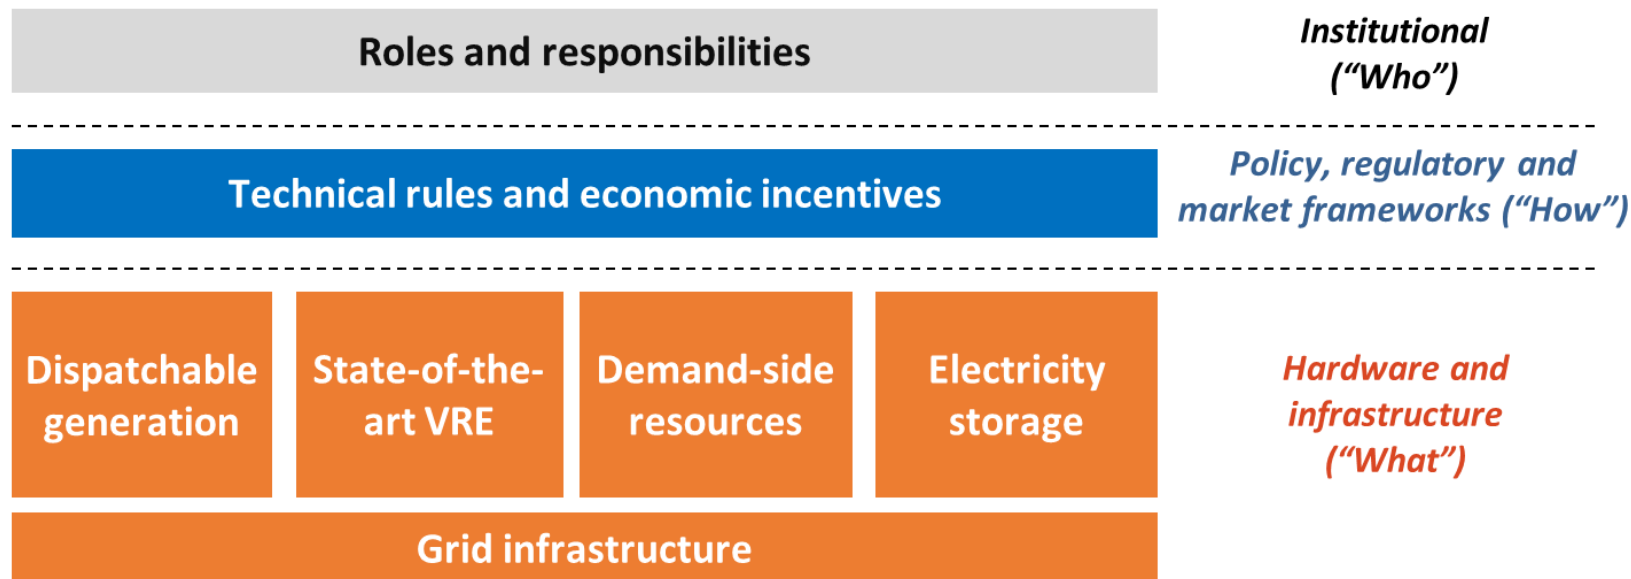 Roles and responsibilities
Institutional
(“Who”)
Technical rules and economic incentives
Policy, regulatory and
market frameworks (“How”)
Dispatchable
generation
State-of-the-
art VRE
Demand-side
resources
Electricity
storage
Hardware and
infrastructure
(“What”)
Grid infrastructure